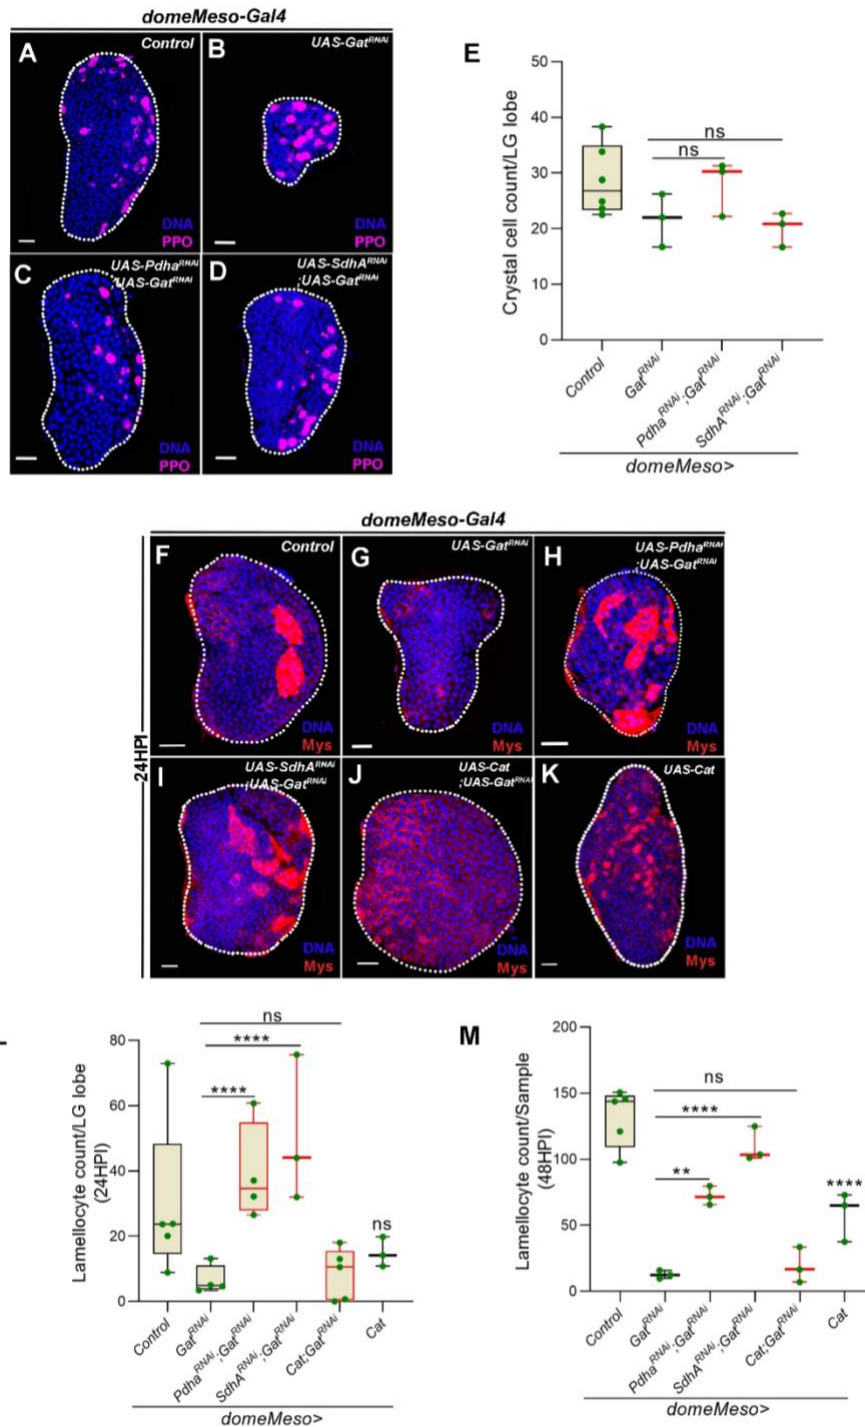 domeMeso-Gal4
A
Control
B
UAS-Gat^RNAi
DNA
PPO
DNA
PPO
C
UAS-Pdha^RNAi
;UAS-Gat^RNAi
D
UAS-SdhA^RNAi
;UAS-Gat^RNAi
DNA
PPO
DNA
PPO
E
Crystal cell count/LG lobe
50
40
30
20
10
0
ns
ns
Control
Gat^RNAi
Pdha^RNAi;Gat^RNAi
SdhA^RNAi;Gat^RNAi
domeMeso>
domeMeso-Gal4
24HPI
F
Control
G
UAS-Gat^RNAi
H
UAS-Pdha^RNAi
;UAS-Gat^RNAi
DNA
Mys
DNA
Mys
DNA
Mys
I
UAS-SdhA^RNAi
;UAS-Gat^RNAi
J
UAS-Cat
;UAS-Gat^RNAi
K
UAS-Cat
DNA
Mys
DNA
Mys
DNA
Mys
Lamellocyte count/LG lobe
(24HPI)
80
60
40
20
0
ns
****
****
ns
Control
Gat^RNAi
Pdha^RNAi;Gat^RNAi
SdhA^RNAi;Gat^RNAi
Cat;Gat^RNAi
Cat
domeMeso>
M
Lamellocyte count/Sample
(48HPI)
200
150
100
50
0
ns
****
**
****
Control
Gat^RNAi
Pdha^RNAi;Gat^RNAi
SdhA^RNAi;Gat^RNAi
Cat;Gat^RNAi
Cat
domeMeso>